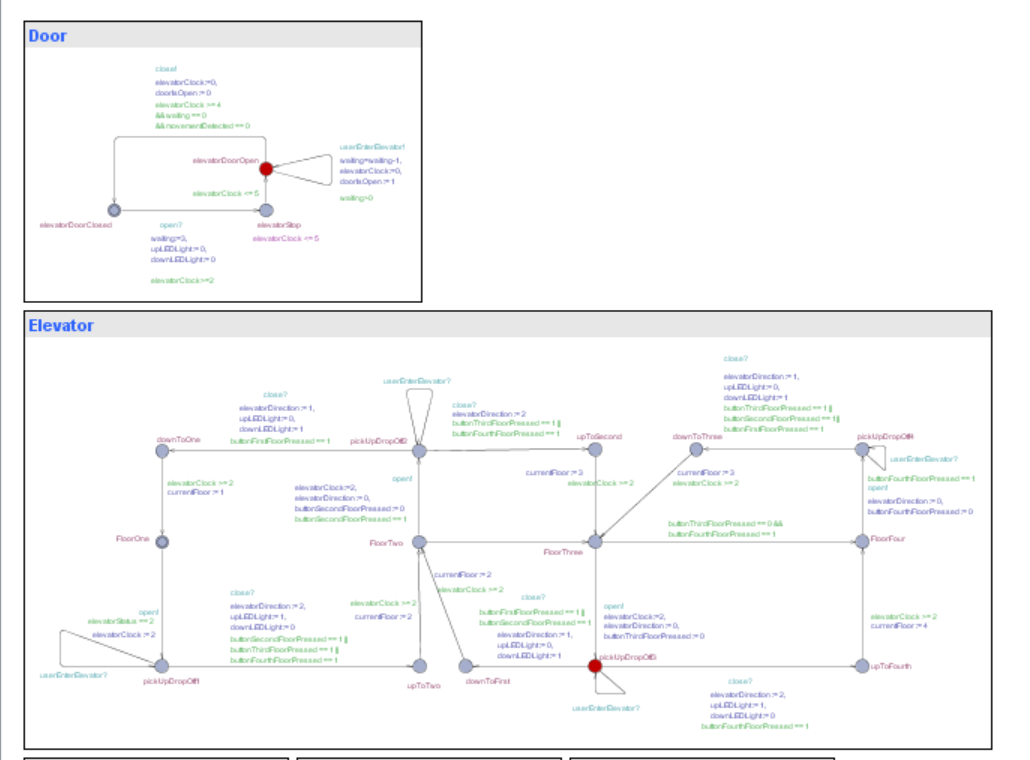 Door
close!
elevatorClock:=0,
doorIsOpen := 0
elevatorClock >= 4
&& waiting == 0
&& movementDetected == 0
userEnterElevator!
elevatorDoorOpen
waiting=waiting-1,
elevatorClock:=0,
doorIsOpen := 1
elevatorClock <= 5
waiting>0
elevatorDoorClosed
open?
elevatorStop
waiting:=3,
elevatorClock <= 5
upLEDLight:= 0,
downLEDLight:= 0
elevatorClock>=2
Elevator
close?
elevatorDirection := 1,
upLEDLight:= 0,
downLEDLight:= 1
buttonThirdFloorPressed == 1 ||
buttonSecondFloorPressed == 1||
buttonFirstFloorPressed == 1
userEnterElevator?
close?
elevatorDirection := 1,
upLEDLight:= 0,
downLEDLight:= 1
buttonFirstFloorPressed == 1
close?
elevatorDirection := 2
buttonThirdFloorPressed == 1 ||
buttonFourthFloorPressed == 1
downToOne
pickUpDropOff2
upToSecond
downToThree
pickUpDropOff4
userEnterElevator?
elevatorClock >= 2
currentFloor := 1
open!
elevatorClock:=2,
elevatorDirection := 0,
buttonSecondFloorPressed := 0
buttonSecondFloorPressed == 1
currentFloor := 3
elevatorClock >= 2
currentFloor := 3
elevatorClock >= 2
buttonFourthFloorPressed == 1
open!
elevatorDirection := 0,
buttonFourthFloorPressed := 0
buttonThirdFloorPressed == 0 &&
buttonFourthFloorPressed == 1
FloorOne
FloorTwo
FloorThree
FloorFour
currentFloor := 2
elevatorClock >= 2
open!
elevatorStatus == 2
elevatorClock := 2
userEnterElevator?
pickUpDropOff1
close?
elevatorDirection := 2,
upLEDLight:= 1,
downLEDLight:= 0
buttonSecondFloorPressed == 1 ||
buttonThirdFloorPressed == 1 ||
buttonFourthFloorPressed == 1
elevatorClock >= 2
currentFloor := 2
upToTwo
close?
buttonFirstFloorPressed == 1 ||
buttonSecondFloorPressed == 1
elevatorDirection := 1,
upLEDLight:= 0,
downLEDLight:= 1
downToFirst
open!
elevatorClock:=2,
elevatorDirection := 0,
buttonThirdFloorPressed := 0
pickUpDropOff3
userEnterElevator?
elevatorClock >= 2
currentFloor := 4
upToFourth
close?
elevatorDirection := 2,
upLEDLight:= 1,
downLEDLight:= 0
buttonFourthFloorPressed == 1